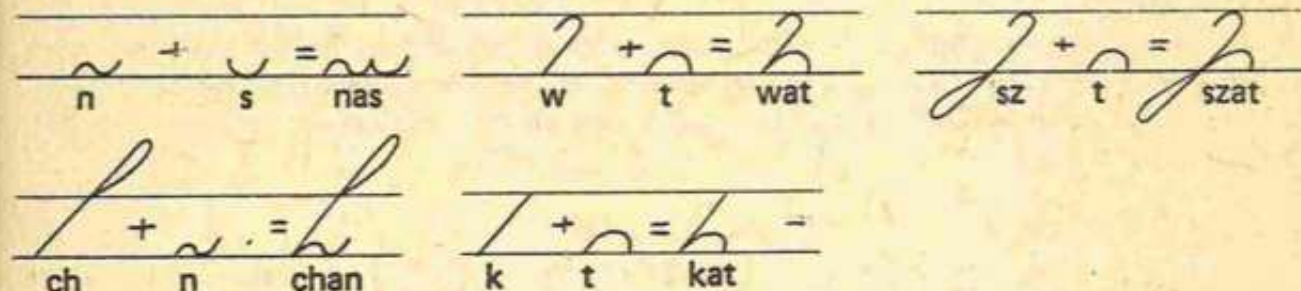 + = + = + =
n s nas w t wat sz t szat
+ = + = -
ch n chan k t kat